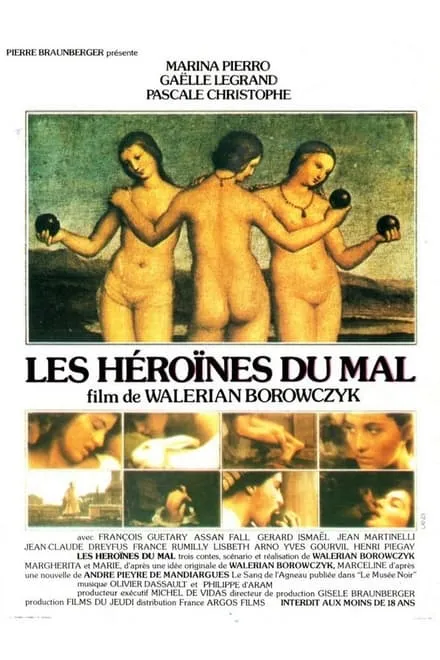 PIERRE BRAUNBERGER présente
MARINA PIERRO
GAËLLE LEGRAND
PASCALE CHRISTOPHE
LES HÉROÏNES DU MAL
film de WALERIAN BOROWCZYK
avec FRANÇOIS GUETARY ASSAN FALL GERARD ISMAËL JEAN MARTINELLI
JEAN-CLAUDE DREYFUS FRANCE RUMILLY LISBETH ARNO YVES GOURVIL HENRI PIEGAY
LES HEROÏNES DU MAL trois contes, scénario et réalisation de WALERIAN BOROWCZYK
MARGHERITA et MARIE, d'après une idée originale de WALERIAN BOROWCZYK, MARCELINE d'après
une nouvelle de ANDRE PIEYRE DE MANDIARGUES Le Sang de l'Agneau publiée dans "Le Musée Noir"
musique OLIVIER DASSAULT et PHILIPPE D'ARAM
producteur exécutif MICHEL DE VIDAS directeur de production GISELE BRAUNBERGER
production FILMS DU JEUDI distribution France ARGOS FILMS INTERDIT AUX MOINS DE 18 ANS